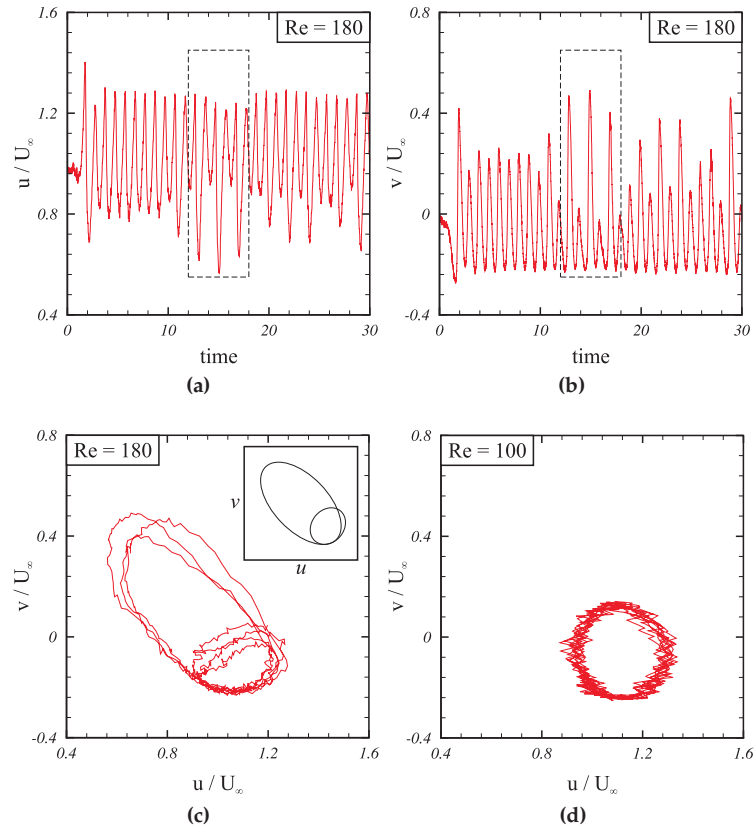 Re = 180
1.6
1.2
0.8
0.4
u / U∞
0
10
20
30
time
(a)
Re = 180
0.8
0.4
0
-0.4
v / U∞
0
10
20
30
time
(b)
Re = 180
0.8
0.4
0
-0.4
v / U∞
v
u
0.4
0.8
1.2
1.6
u / U∞
(c)
Re = 100
0.8
0.4
0
-0.4
v / U∞
0.4
0.8
1.2
1.6
u / U∞
(d)